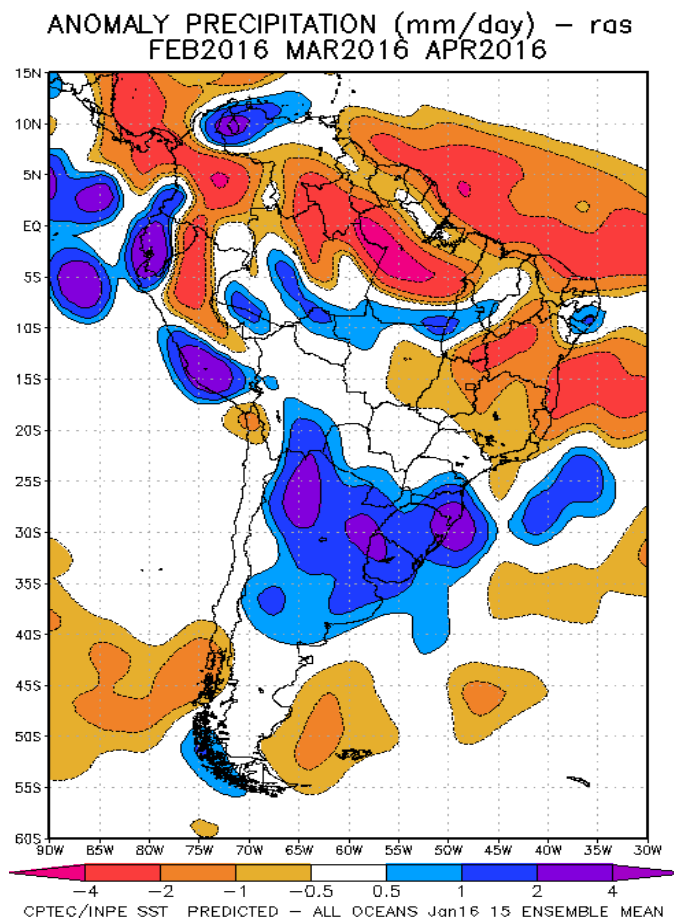 ANOMALY PRECIPITATION (mm/day) – ras
FEB2016 MAR2016 APR2016
15N
10N
5N
EQ
5S
10S
15S
20S
25S
30S
35S
40S
45S
50S
55S
60S
90W 85W 80W 75W 70W 65W 60W 55W 50W 45W 40W 35W 30W
−4 −2 −1 −0.5 0.5 1 2 4
CPTEC/INPE SST PREDICTED – ALL OCEANS Jan16 15 ENSEMBLE MEAN